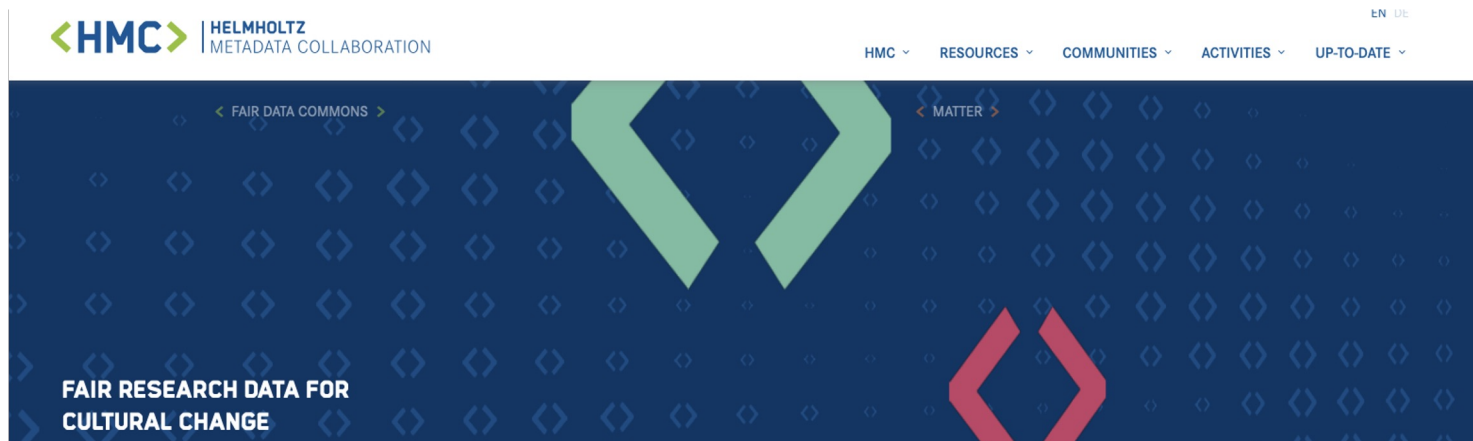 EN DE
<HMC> HELMHOLTZ
METADATA COLLABORATION
HMC RESOURCES COMMUNITIES ACTIVITIES UP-TO-DATE
< FAIR DATA COMMONS > < MATTER >
FAIR RESEARCH DATA FOR
CULTURAL CHANGE